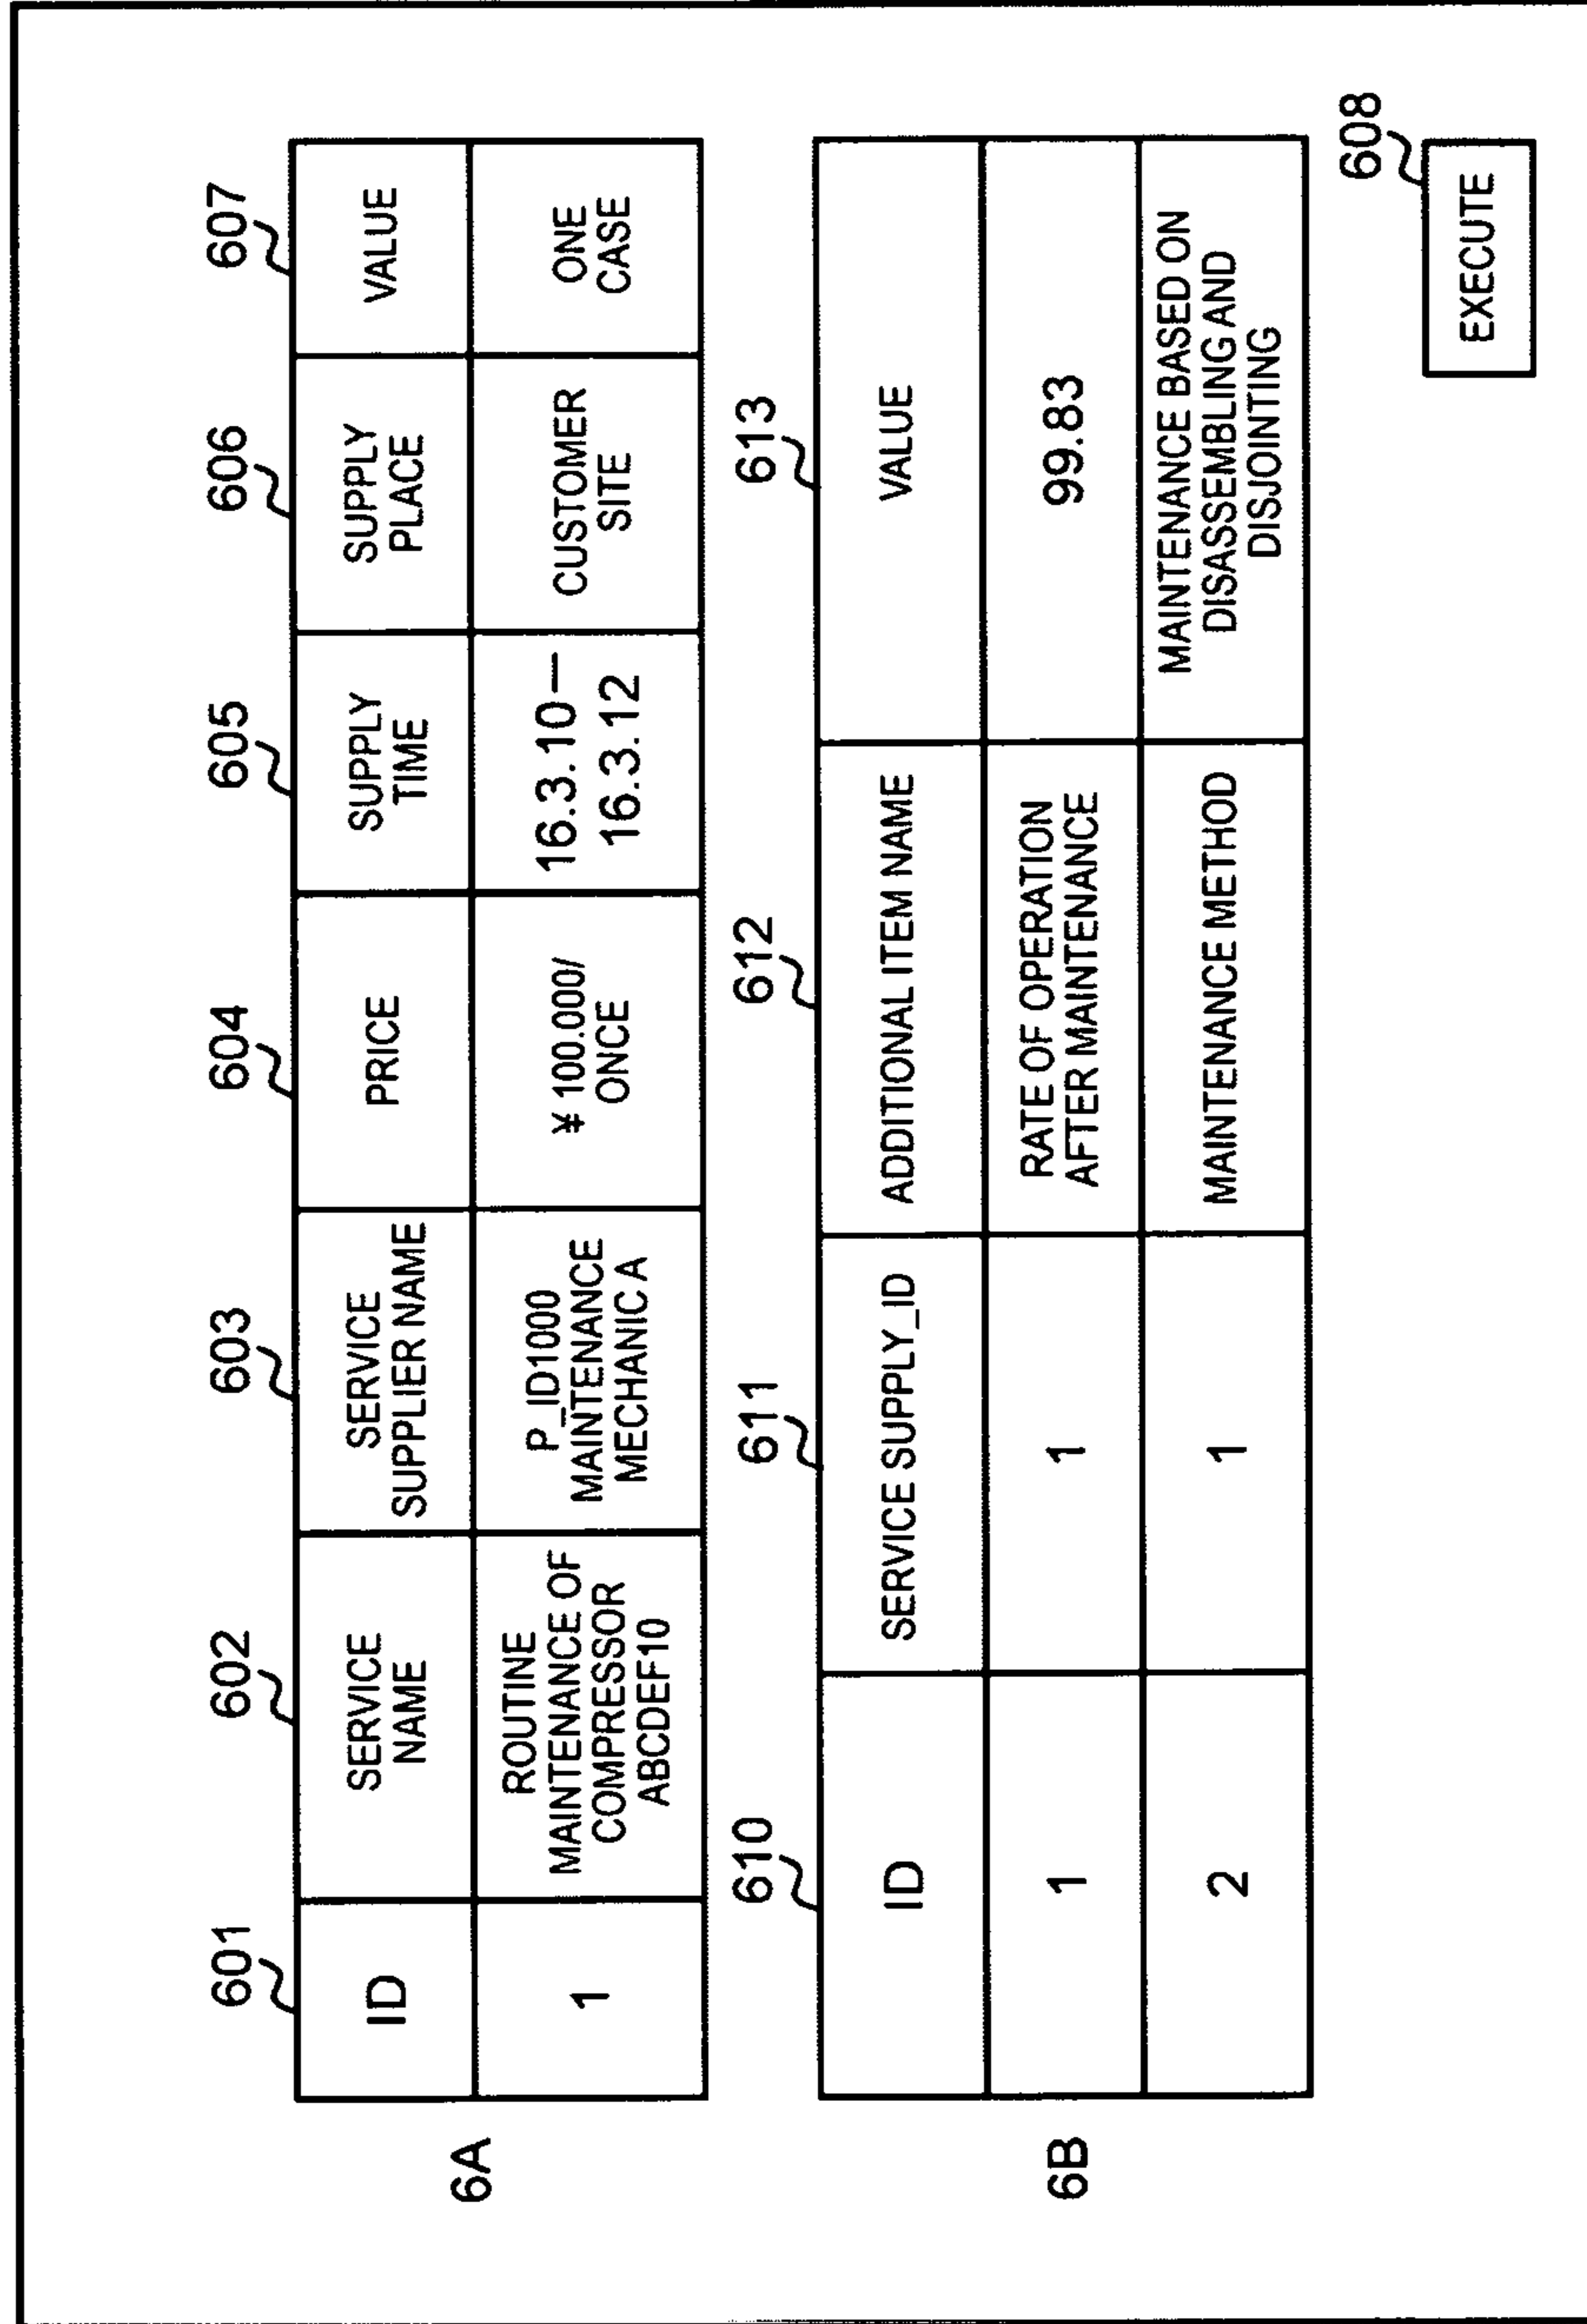 601
602
603
604
605
606
607
6A
ID
SERVICE
NAME
SERVICE
SUPPLIER NAME
PRICE
SUPPLY
TIME
SUPPLY
PLACE
VALUE
1
ROUTINE
MAINTENANCE OF
COMPRESSOR
ABCDEF10
P_ID1000
MAINTENANCE
MECHANIC A
¥ 100.000/
ONCE
16.3.10—
16.3.12
CUSTOMER
SITE
ONE
CASE
610
611
612
613
6B
ID
SERVICE SUPPLY_ID
ADDITIONAL ITEM NAME
VALUE
1
1
RATE OF OPERATION
AFTER MAINTENANCE
99.83
2
1
MAINTENANCE METHOD
MAINTENANCE BASED ON
DISASSEMBLING AND
DISJOINTING
608
EXECUTE